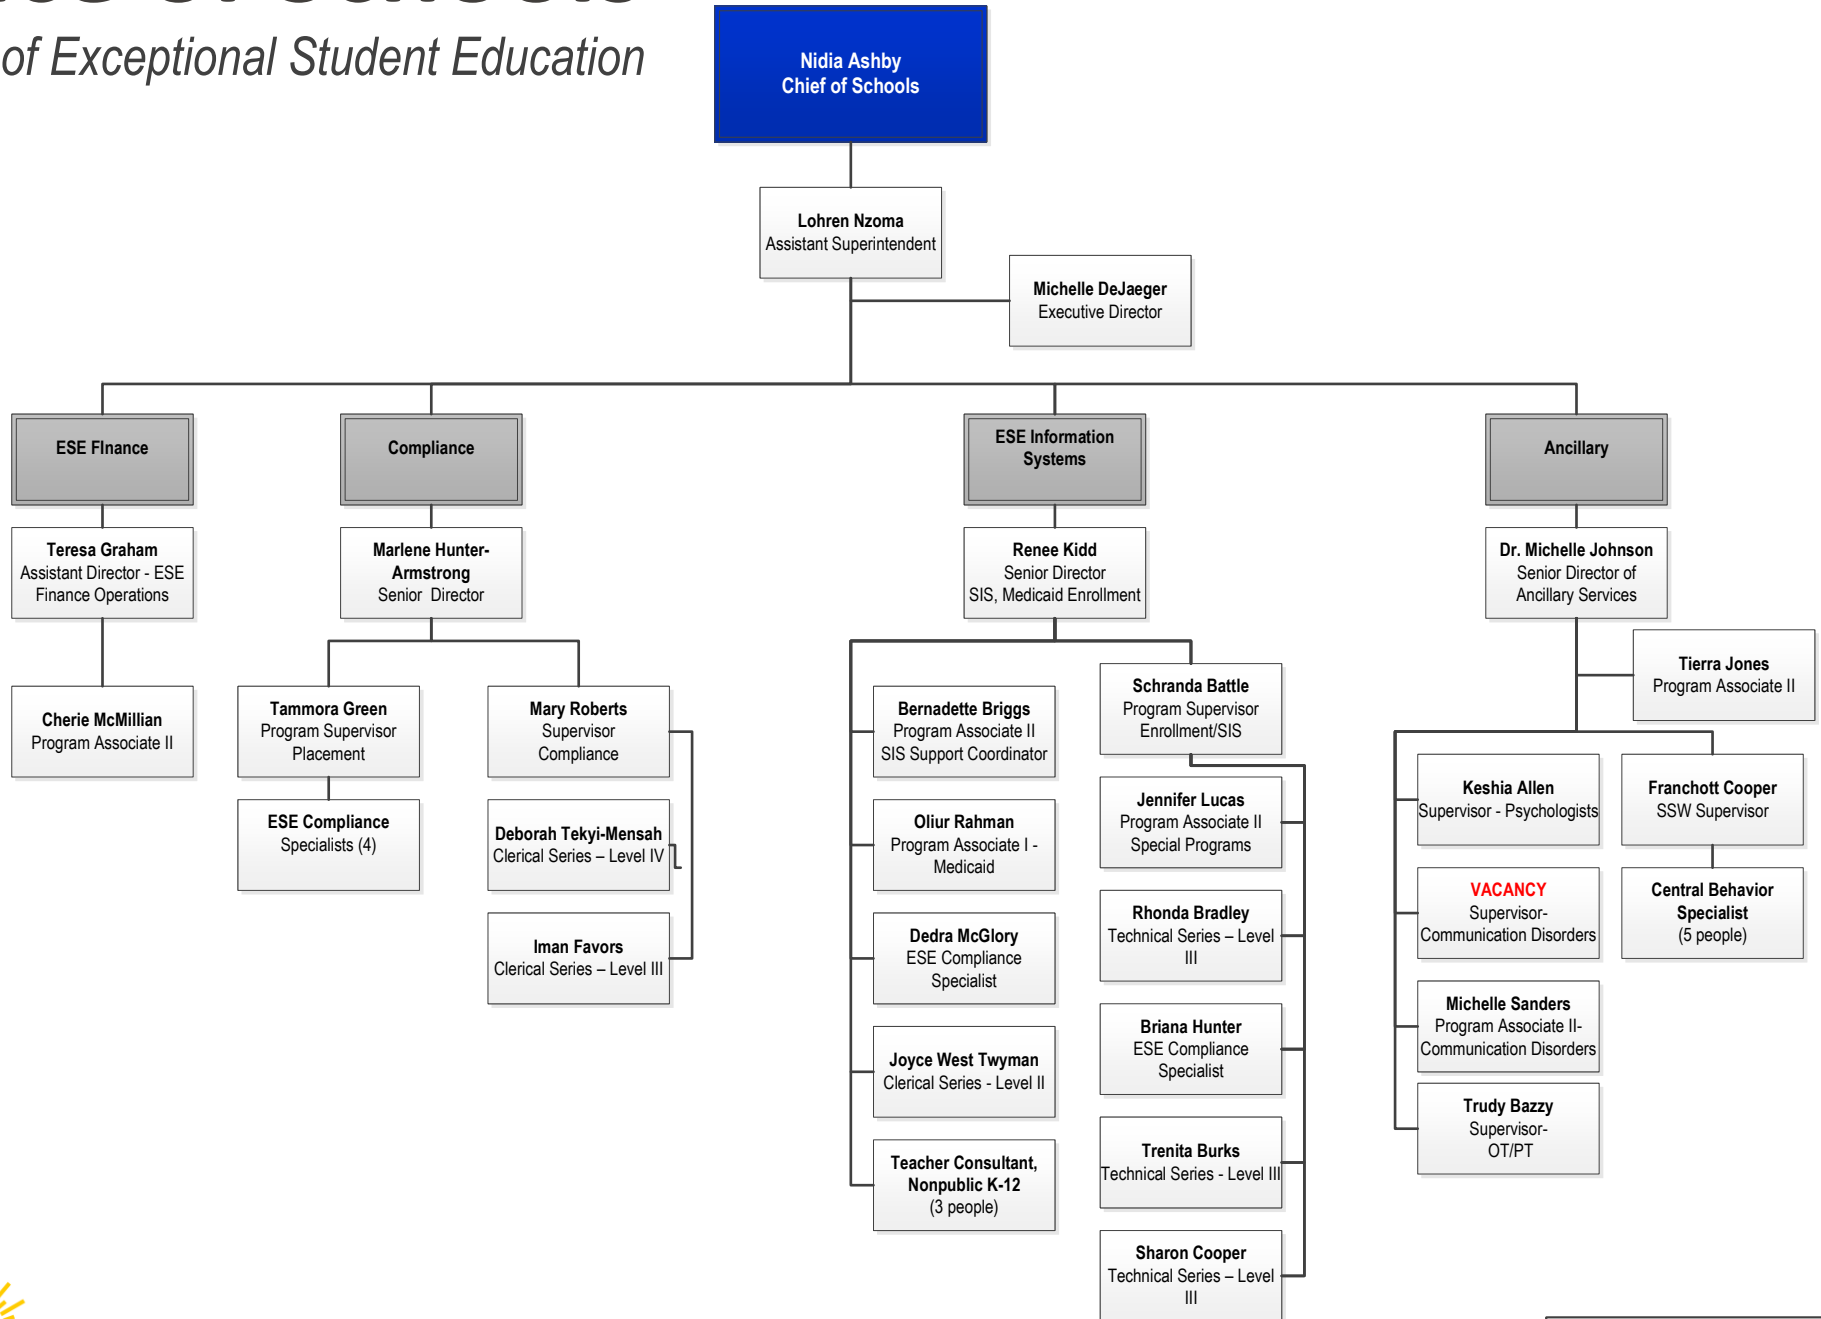 of Exceptional Student Education
Nidia Ashby
Chief of Schools
Lohren Nzoma
Assistant Superintendent
Michelle DeJaeger
Executive Director
ESE FInance
Compliance
ESE Information
Systems
Ancillary
Teresa Graham
Assistant Director - ESE
Finance Operations
Marlene Hunter-
Armstrong
Senior Director
Renee Kidd
Senior Director
SIS, Medicaid Enrollment
Dr. Michelle Johnson
Senior Director of
Ancillary Services
Tierra Jones
Program Associate II
Cherie McMillian
Program Associate II
Tammora Green
Program Supervisor
Placement
Mary Roberts
Supervisor
Compliance
ESE Compliance
Specialists (4)
Deborah Tekyi-Mensah
Clerical Series – Level IV
Iman Favors
Clerical Series – Level III
Bernadette Briggs
Program Associate II
SIS Support Coordinator
Oliur Rahman
Program Associate I -
Medicaid
Dedra McGlory
ESE Compliance
Specialist
Joyce West Twyman
Clerical Series - Level II
Teacher Consultant,
Nonpublic K-12
(3 people)
Schranda Battle
Program Supervisor
Enrollment/SIS
Jennifer Lucas
Program Associate II
Special Programs
Rhonda Bradley
Technical Series – Level
III
Briana Hunter
ESE Compliance
Specialist
Trenita Burks
Technical Series - Level III
Sharon Cooper
Technical Series – Level
III
Keshia Allen
Supervisor - Psychologists
VACANCY
Supervisor-
Communication Disorders
Michelle Sanders
Program Associate II-
Communication Disorders
Trudy Bazzy
Supervisor-
OT/PT
Franchott Cooper
SSW Supervisor
Central Behavior
Specialist
(5 people)